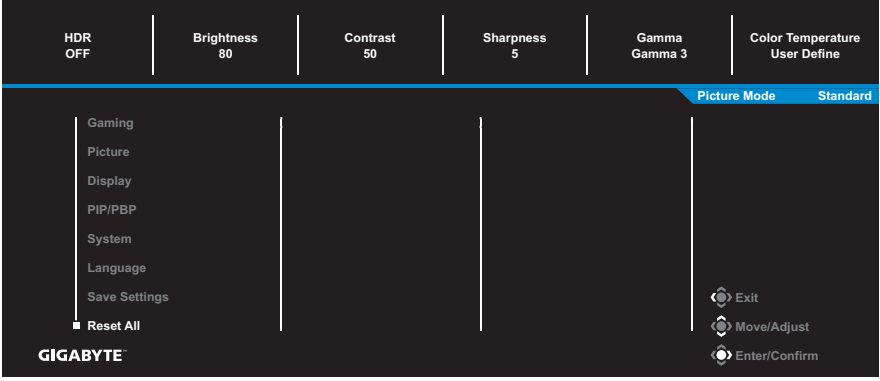 HDR Brightness Contrast Sharpness Gamma Color Temperature
OFF 80 50 5 Gamma 3 User Define
Picture Mode Standard
Gaming
Picture
Display
PIP/PBP
System
Language
Save Settings
Exit
Reset All
Move/Adjust
GIGABYTE
Enter/Confirm